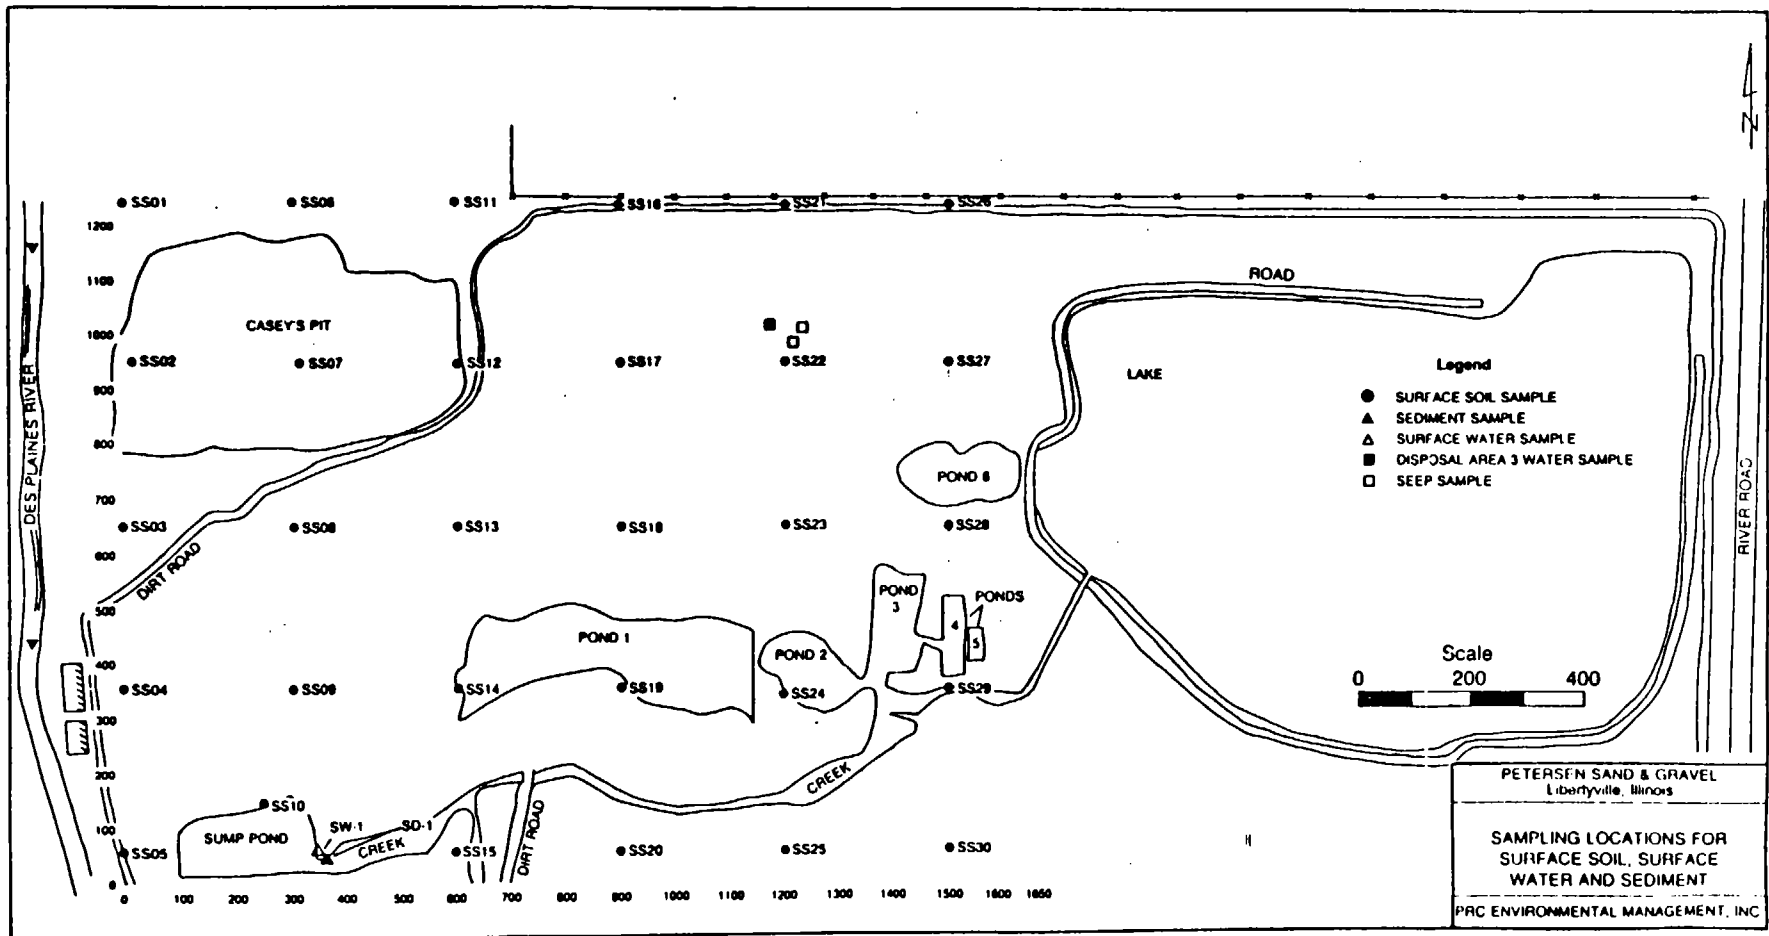 N
SS01
SS06
SS11
SS16
SS21
SS26
1200
1100
1000
900
800
700
600
500
400
300
200
100
0
CASEY'S PIT
SS02
SS07
SS12
SS17
SS22
SS27
ROAD
LAKE
DES PLAINES RIVER
DIRT ROAD
RIVER ROAD
Legend
SURFACE SOIL SAMPLE
SEDIMENT SAMPLE
SURFACE WATER SAMPLE
DISPOSAL AREA 3 WATER SAMPLE
SEEP SAMPLE
POND 6
SS03
SS08
SS13
SS18
SS23
SS28
POND
3
PONDS
4
5
POND 1
POND 2
SS04
SS09
SS14
SS19
SS24
SS29
Scale
0 200 400
CREEK
SS10
SUMP POND
SW-1
SD-1
CREEK
DIRT ROAD
SS05
SS15
SS20
SS25
SS30
0 100 200 300 400 500 600 700 800 900 1000 1100 1200 1300 1400 1500 1600 1650
PETERSEN SAND & GRAVEL
Libertyville, Illinois
SAMPLING LOCATIONS FOR
SURFACE SOIL, SURFACE
WATER AND SEDIMENT
PRC ENVIRONMENTAL MANAGEMENT, INC